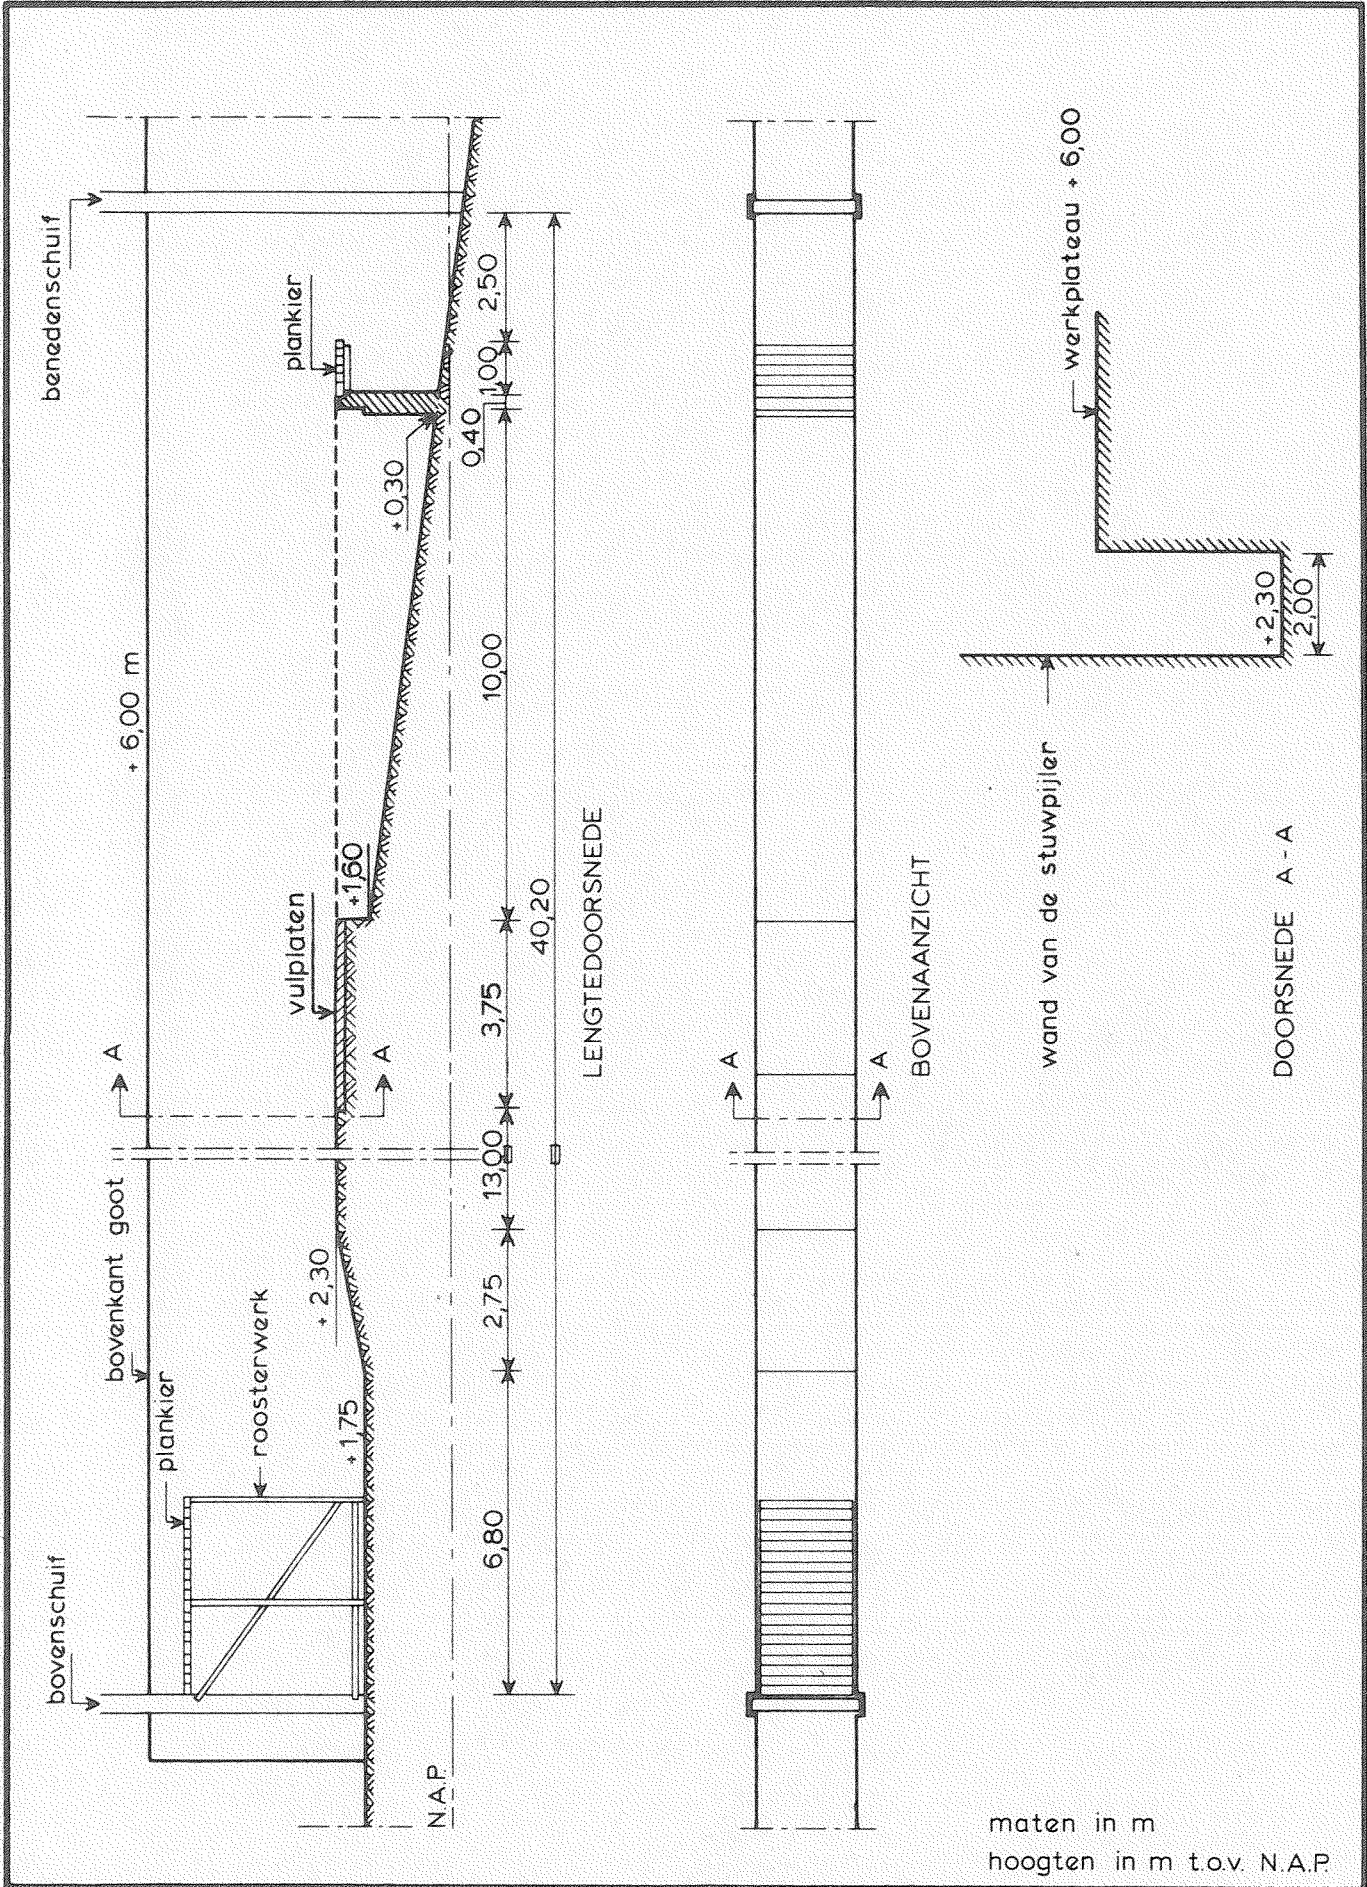 bovenschuif
bovenkant goot
+ 6,00 m
benedenschuif
plankier
roosterwerk
+ 2,30
+1,75
A
A
vulplaten
+1,60
+0,30
plankier
N.A.P.
6,80
2,75
13,00
3,75
10,00
0,40
1,00
2,50
40,20
LENGTEDOORSNEDE
A
A
BOVENAANZICHT
wand van de stuwpijler
werkplateau + 6,00
+2,30
2,00
DOORSNEDE A-A
maten in m
hoogten in m t.o.v. N.A.P.